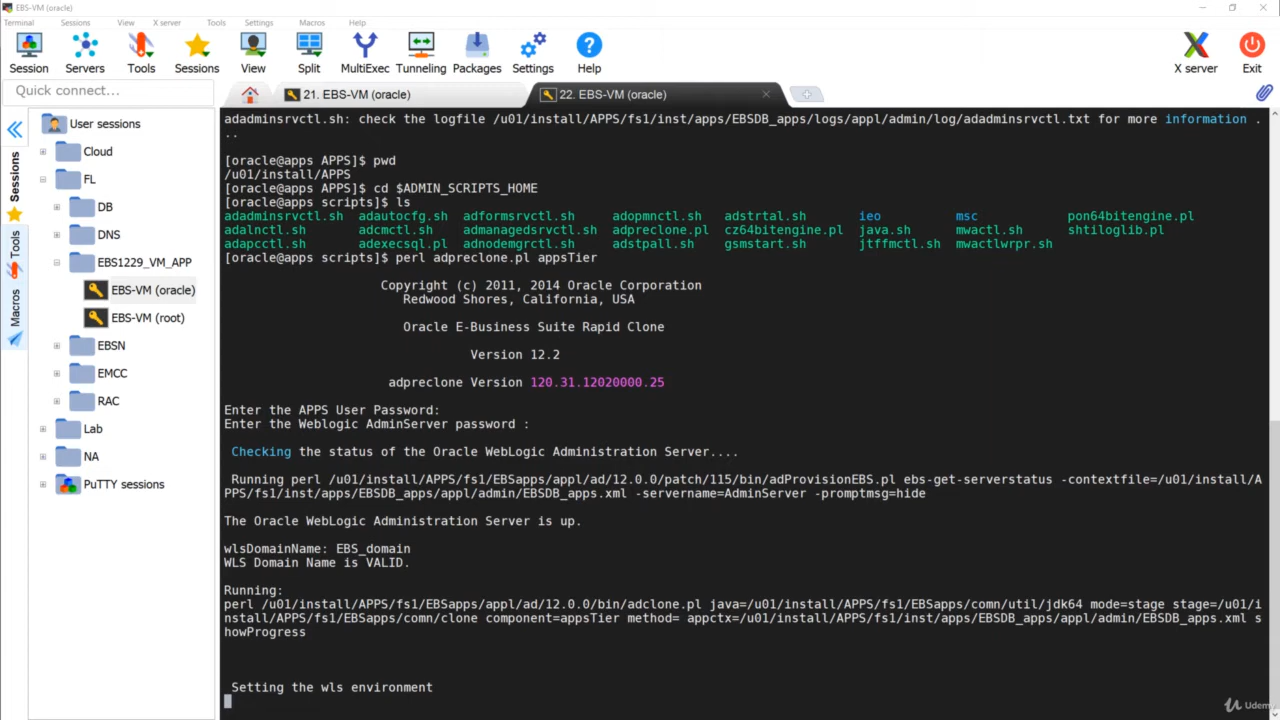 EBS-VM (oracle)
Terminal Sessions View X server Tools Settings Macros Help
Session Servers Tools Sessions View Split MultiExec Tunneling Packages Settings Help X server Exit
Quick connect...
21. EBS-VM (oracle)
22. EBS-VM (oracle)
Sessions
Tools
Macros
User sessions
Cloud
FL
DB
DNS
EBS1229_VM_APP
EBS-VM (oracle)
EBS-VM (root)
EBSN
EMCC
RAC
Lab
NA
PuTTY sessions
adadminsrvctl.sh: check the logfile /u01/install/APPS/fs1/inst/apps/EBSDB_apps/logs/appl/admin/log/adadminsrvctl.txt for more information .
..
[oracle@apps APPS]$ pwd
/u01/install/APPS
[oracle@apps APPS]$ cd $ADMIN_SCRIPTS_HOME
[oracle@apps scripts]$ ls
adadminsrvctl.sh adautocfg.sh adformsrvctl.sh adopmnctl.sh adstrtal.sh ieo msc pon64bitengine.pl
adalnctl.sh adcmctl.sh admanagedsrvctl.sh adpreclone.pl cz64bitengine.pl java.sh mwactl.sh shtiloglib.pl
adapcctl.sh adexecsql.pl adnodemgrctl.sh adstpall.sh gsmstart.sh jtffmctl.sh mwactlwrpr.sh
[oracle@apps scripts]$ perl adpreclone.pl appsTier
Copyright (c) 2011, 2014 Oracle Corporation
Redwood Shores, California, USA
Oracle E-Business Suite Rapid Clone
Version 12.2
adpreclone Version 120.31.12020000.25
Enter the APPS User Password:
Enter the Weblogic AdminServer password :
Checking the status of the Oracle WebLogic Administration Server....
Running perl /u01/install/APPS/fs1/EBSapps/appl/ad/12.0.0/patch/115/bin/adProvisionEBS.pl ebs-get-serverstatus -contextfile=/u01/install/A
PPS/fs1/inst/apps/EBSDB_apps/appl/admin/EBSDB_apps.xml -servername=AdminServer -promptmsg=hide
The Oracle WebLogic Administration Server is up.
wlsDomainName: EBS_domain
WLS Domain Name is VALID.
Running:
perl /u01/install/APPS/fs1/EBSapps/appl/ad/12.0.0/bin/adclone.pl java=/u01/install/APPS/fs1/EBSapps/comn/util/jdk64 mode=stage stage=/u01/i
nstall/APPS/fs1/EBSapps/comn/clone component=appsTier method= appctx=/u01/install/APPS/fs1/inst/apps/EBSDB_apps/appl/admin/EBSDB_apps.xml s
howProgress
Setting the wls environment
Udemy